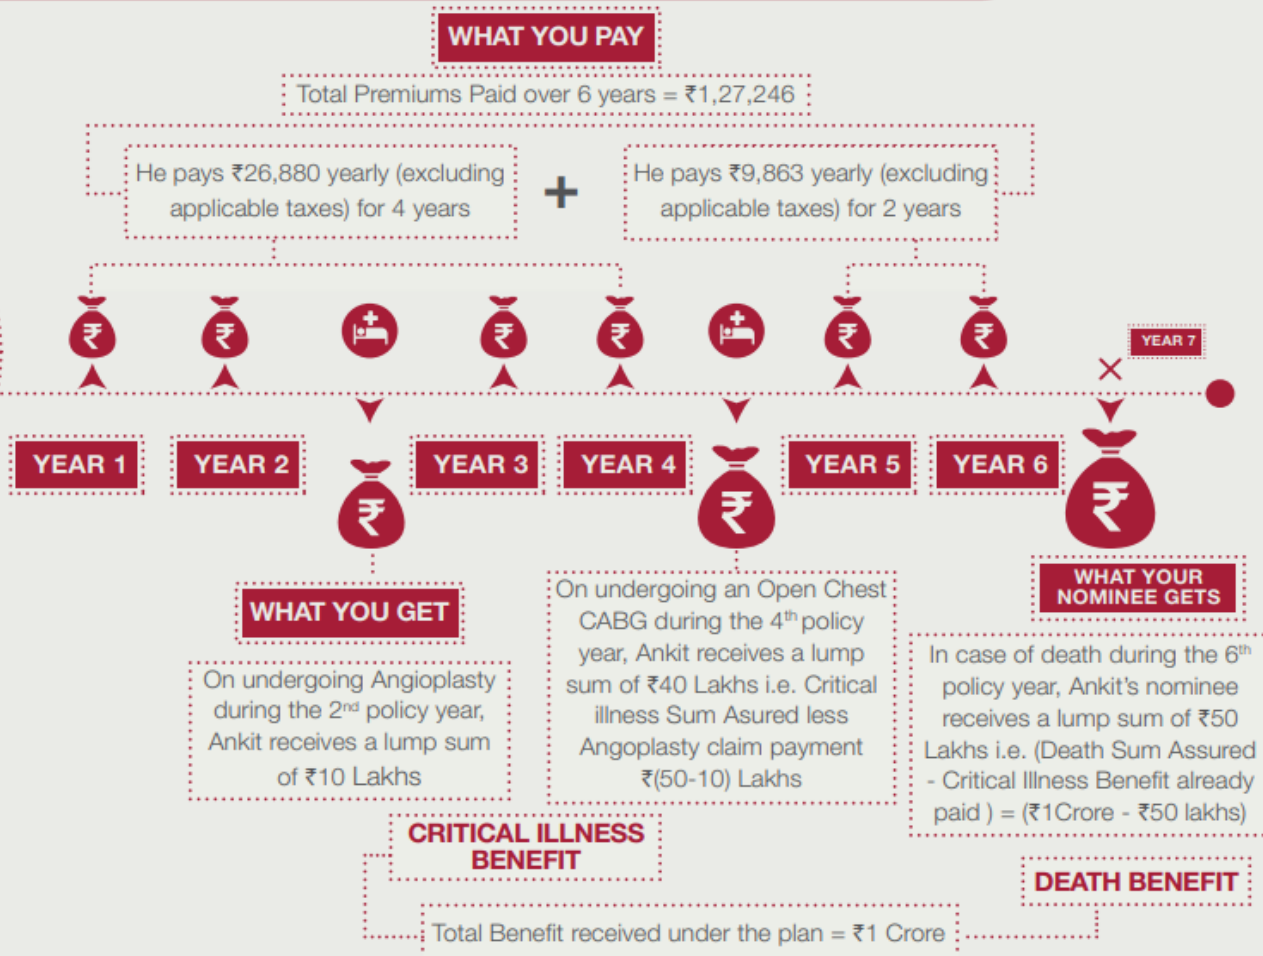 WHAT YOU PAY
Total Premiums Paid over 6 years = ₹1,27,246
He pays ₹26,880 yearly (excluding
applicable taxes) for 4 years
+
He pays ₹9,863 yearly (excluding
applicable taxes) for 2 years
₹
₹
₹
₹
₹
₹
YEAR 7
YEAR 1
YEAR 2
YEAR 3
YEAR 4
YEAR 5
YEAR 6
₹
₹
₹
WHAT YOU GET
On undergoing Angioplasty
during the 2nd policy year,
Ankit receives a lump sum
of ₹10 Lakhs
On undergoing an Open Chest
CABG during the 4th policy
year, Ankit receives a lump
sum of ₹40 Lakhs i.e. Critical
illness Sum Asured less
Angoplasty claim payment
₹(50-10) Lakhs
WHAT YOUR
NOMINEE GETS
In case of death during the 6th
policy year, Ankit's nominee
receives a lump sum of ₹50
Lakhs i.e. (Death Sum Assured
- Critical Illness Benefit already
paid ) = (₹1Crore - ₹50 lakhs)
CRITICAL ILLNESS
BENEFIT
DEATH BENEFIT
Total Benefit received under the plan = ₹1 Crore